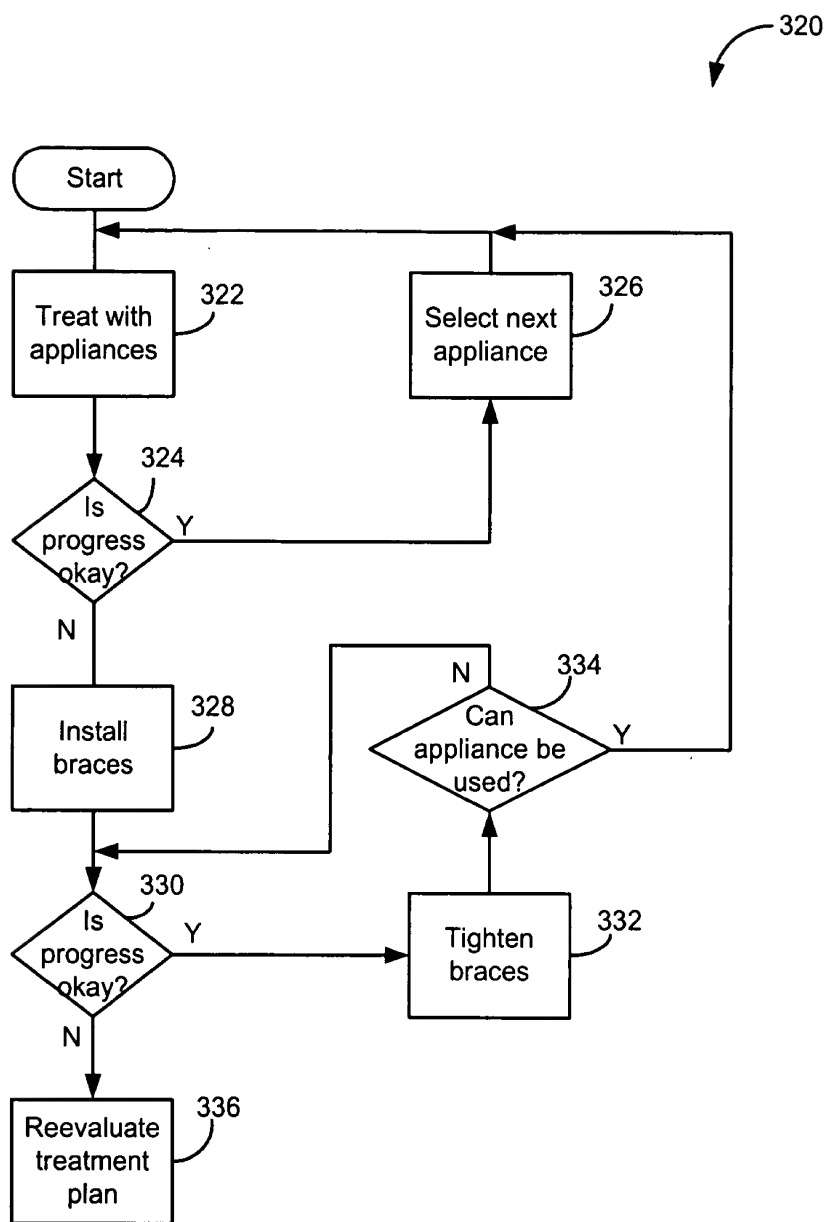 320
Start
322
Treat with
appliances
326
Select next
appliance
324
Is
progress
okay?
Y
N
328
Install
braces
334
N
Can
appliance be
used?
Y
330
Is
progress
okay?
Y
N
332
Tighten
braces
336
Reevaluate
treatment
plan